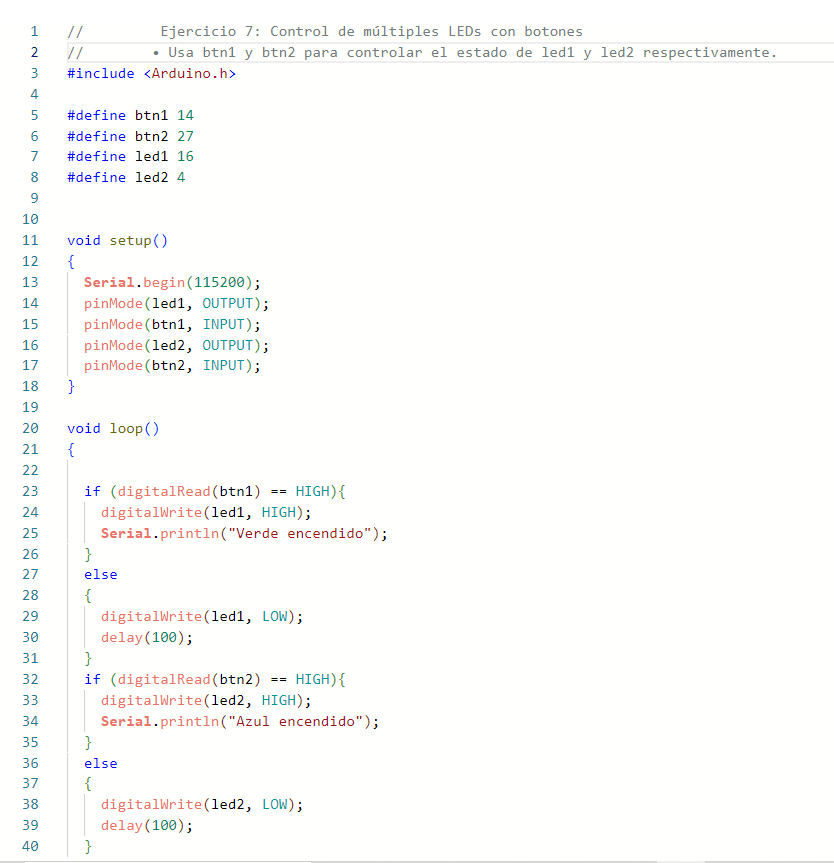 1 //         Ejercicio 7: Control de múltiples LEDs con botones
2 //        • Usa btn1 y btn2 para controlar el estado de led1 y led2 respectivamente.
3 #include <Arduino.h>
4
5 #define btn1 14
6 #define btn2 27
7 #define led1 16
8 #define led2 4
9
10
11 void setup()
12 {
13   Serial.begin(115200);
14   pinMode(led1, OUTPUT);
15   pinMode(btn1, INPUT);
16   pinMode(led2, OUTPUT);
17   pinMode(btn2, INPUT);
18 }
19
20 void loop()
21 {
22
23   if (digitalRead(btn1) == HIGH){
24     digitalWrite(led1, HIGH);
25     Serial.println("Verde encendido");
26   }
27   else
28   {
29     digitalWrite(led1, LOW);
30     delay(100);
31   }
32   if (digitalRead(btn2) == HIGH){
33     digitalWrite(led2, HIGH);
34     Serial.println("Azul encendido");
35   }
36   else
37   {
38     digitalWrite(led2, LOW);
39     delay(100);
40   }